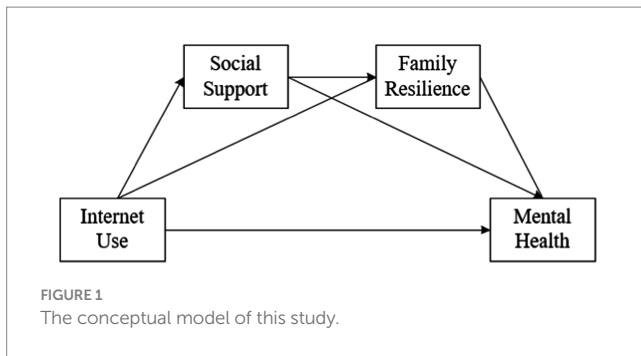 Social
Support
Family
Resilience
Internet
Use
Mental
Health
FIGURE 1
The conceptual model of this study.